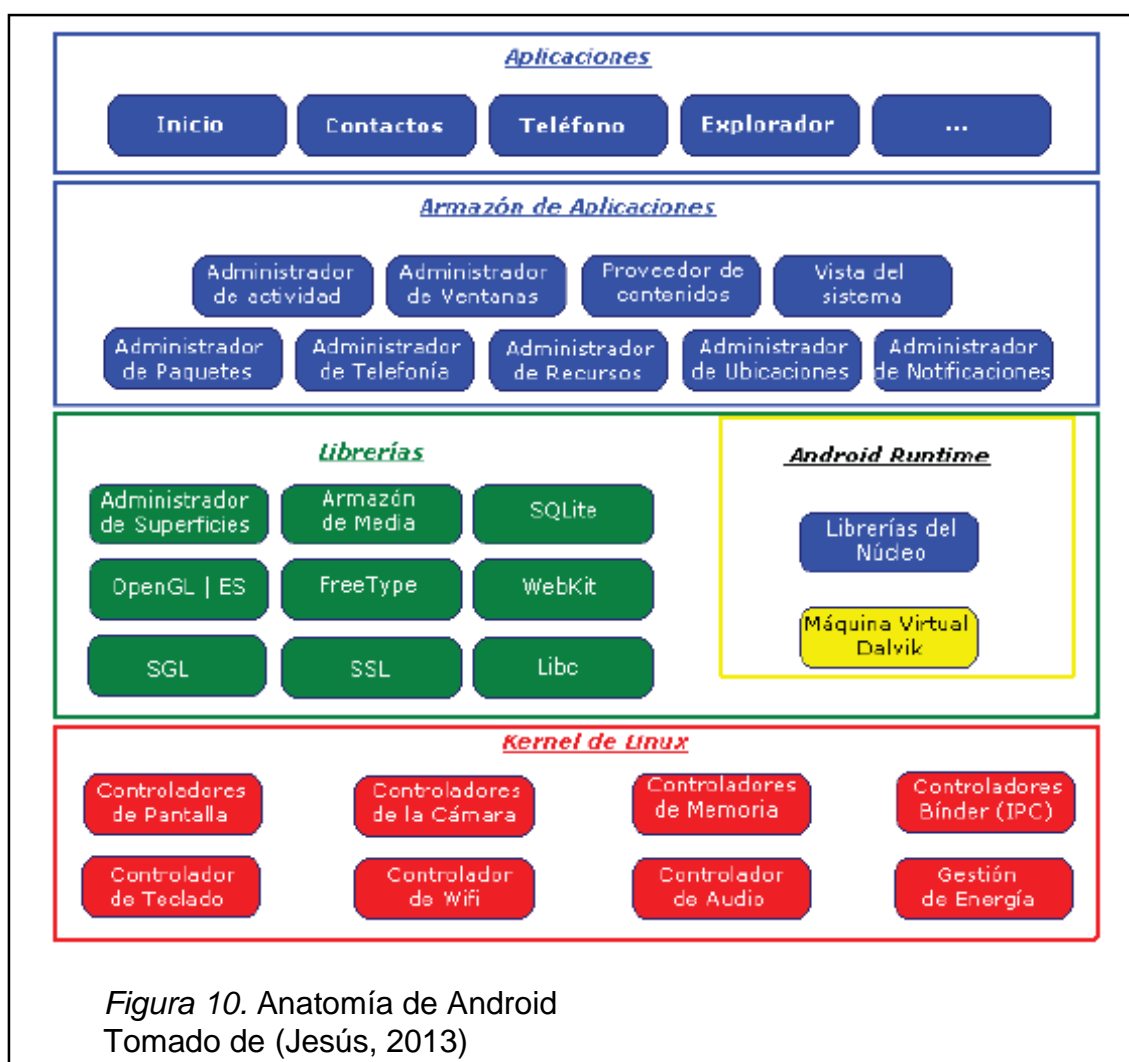 Aplicaciones
Inicio
Contactos
Teléfono
Explorador
...
Armazón de Aplicaciones
Administrador
de actividad
Administrador
de Ventanas
Proveedor de
contenidos
Vista del
sistema
Administrador
de Paquetes
Administrador
de Telefonía
Administrador
de Recursos
Administrador
de Ubicaciones
Administrador
de Notificaciones
Librerías
Administrador
de Superficies
Armazón
de Media
SQLite
OpenGL | ES
FreeType
WebKit
SGL
SSL
Libc
Android Runtime
Librerías del
Núcleo
Máquina Virtual
Dalvik
Kernel de Linux
Controladores
de Pantalla
Controladores
de la Cámara
Controladores
de Memoria
Controladores
Bínder (IPC)
Controlador
de Teclado
Controlador
de Wifi
Controlador
de Audio
Gestión
de Energía
Figura 10. Anatomía de Android
Tomado de (Jesús, 2013)